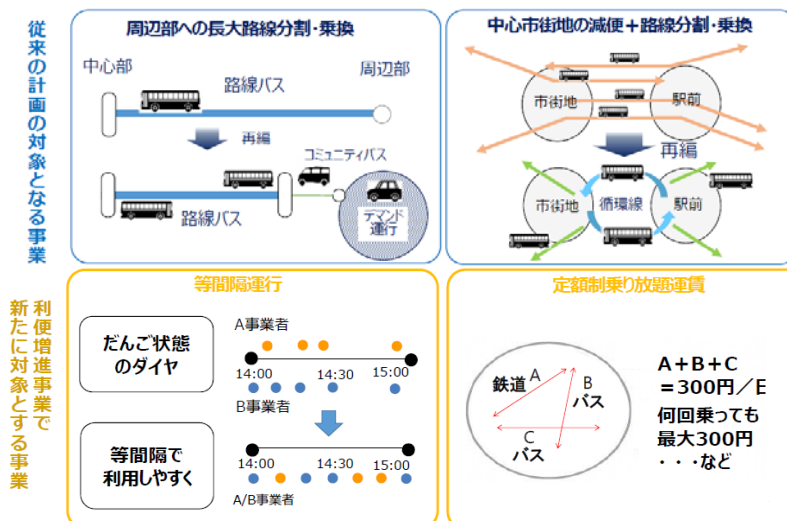 従来の計画の対象となる事業
周辺部への長大路線分割・乗換
中心部
路線バス
周辺部
再編
コミュニティバス
路線バス
デマンド
運行
中心市街地の減便+路線分割・乗換
市街地
駅前
再編
市街地
循環線
駅前
利便増進事業で
新たに対象とする事業
等間隔運行
だんご状態
のダイヤ
A事業者
14:00
14:30
15:00
B事業者
等間隔で
利用しやすく
14:00
14:30
15:00
A/B事業者
定額制乗り放題運賃
鉄道
A
B
バス
C
バス
A+B+C
=300円/E
何回乗っても
最大300円
・・・など